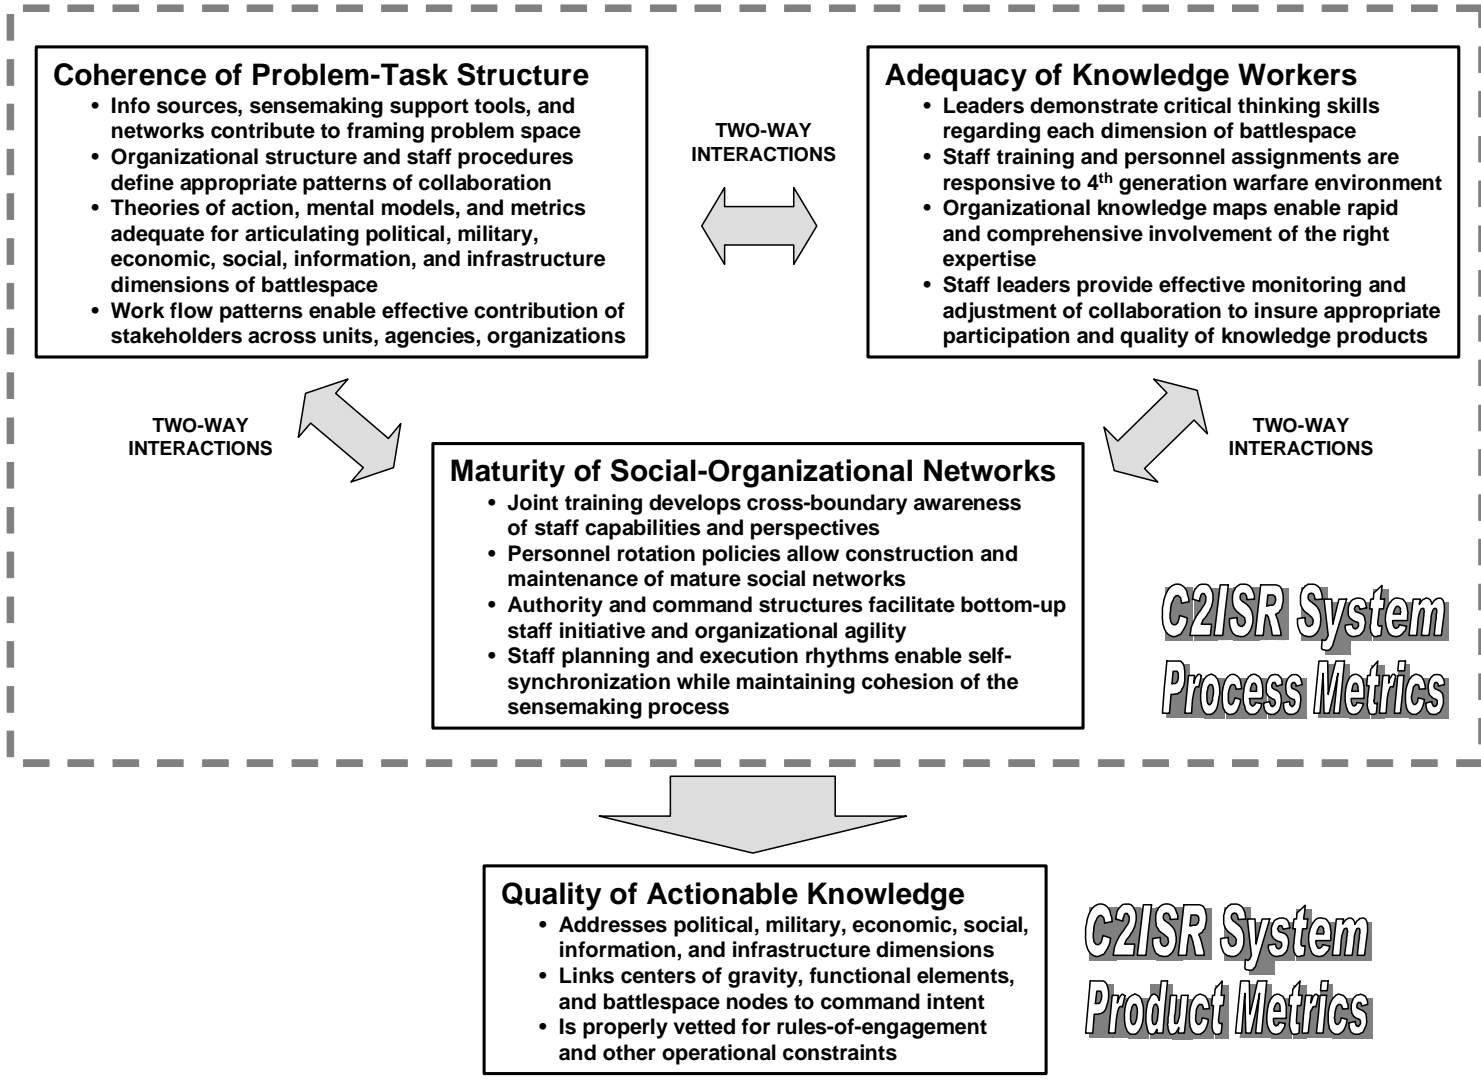 Coherence of Problem-Task Structure
• Info sources, sensemaking support tools, and
networks contribute to framing problem space
• Organizational structure and staff procedures
define appropriate patterns of collaboration
• Theories of action, mental models, and metrics
adequate for articulating political, military,
economic, social, information, and infrastructure
dimensions of battlespace
• Work flow patterns enable effective contribution of
stakeholders across units, agencies, organizations
TWO-WAY
INTERACTIONS
Adequacy of Knowledge Workers
• Leaders demonstrate critical thinking skills
regarding each dimension of battlespace
• Staff training and personnel assignments are
responsive to 4th generation warfare environment
• Organizational knowledge maps enable rapid
and comprehensive involvement of the right
expertise
• Staff leaders provide effective monitoring and
adjustment of collaboration to insure appropriate
participation and quality of knowledge products
TWO-WAY
INTERACTIONS
TWO-WAY
INTERACTIONS
Maturity of Social-Organizational Networks
• Joint training develops cross-boundary awareness
of staff capabilities and perspectives
• Personnel rotation policies allow construction and
maintenance of mature social networks
• Authority and command structures facilitate bottom-up
staff initiative and organizational agility
• Staff planning and execution rhythms enable self-
synchronization while maintaining cohesion of the
sensemaking process
C2ISR System
Process Metrics
Quality of Actionable Knowledge
• Addresses political, military, economic, social,
information, and infrastructure dimensions
• Links centers of gravity, functional elements,
and battlespace nodes to command intent
• Is properly vetted for rules-of-engagement
and other operational constraints
C2ISR System
Product Metrics